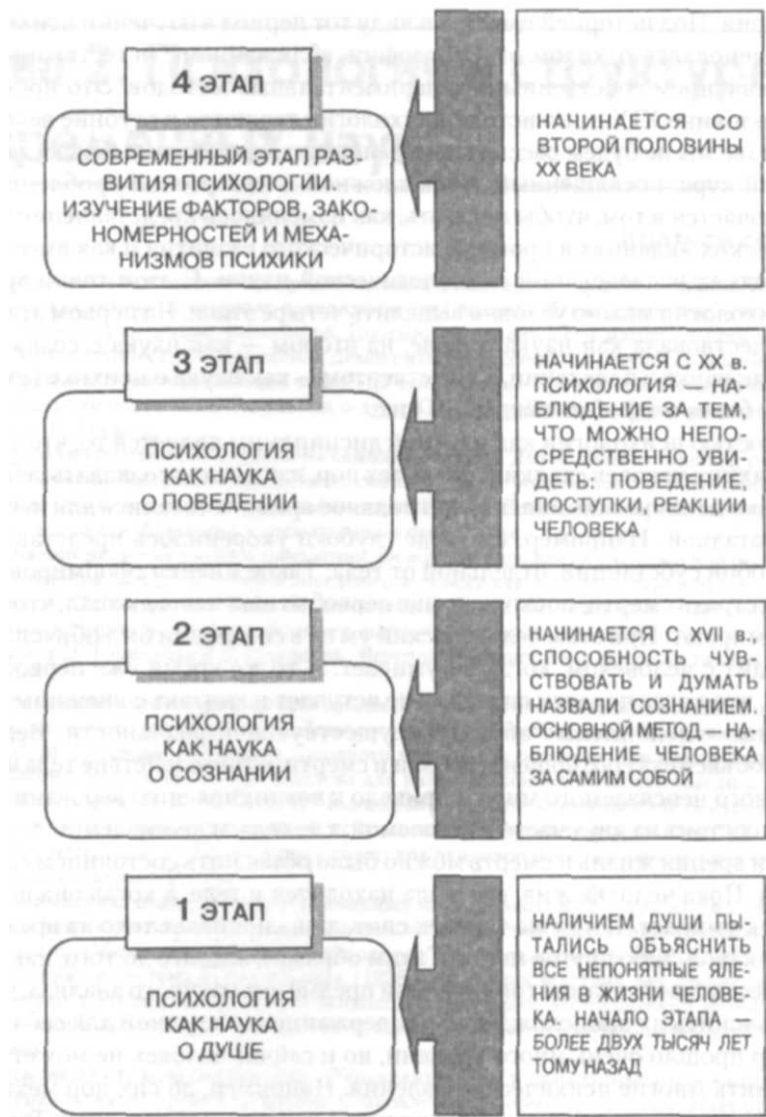 4 ЭТАП
СОВРЕМЕННЫЙ ЭТАП РАЗ-
ВИТИЯ ПСИХОЛОГИИ.
ИЗУЧЕНИЕ ФАКТОРОВ, ЗАКО-
НОМЕРНОСТЕЙ И МЕХА-
НИЗМОВ ПСИХИКИ
НАЧИНАЕТСЯ СО
ВТОРОЙ ПОЛОВИНЫ
XX ВЕКА
3 ЭТАП
ПСИХОЛОГИЯ
КАК НАУКА
О ПОВЕДЕНИИ
НАЧИНАЕТСЯ С XX в.
ПСИХОЛОГИЯ — НА-
БЛЮДЕНИЕ ЗА ТЕМ,
ЧТО МОЖНО НЕПО-
СРЕДСТВЕННО УВИ-
ДЕТЬ: ПОВЕДЕНИЕ,
ПОСТУПКИ, РЕАКЦИИ
ЧЕЛОВЕКА
2 ЭТАП
ПСИХОЛОГИЯ
КАК НАУКА
О СОЗНАНИИ
НАЧИНАЕТСЯ С XVII в.,
СПОСОБНОСТЬ ЧУВ-
СТВОВАТЬ И ДУМАТЬ
НАЗВАЛИ СОЗНАНИЕМ.
ОСНОВНОЙ МЕТОД — НА-
БЛЮДЕНИЕ ЧЕЛОВЕКА
ЗА САМИМ СОБОЙ
1 ЭТАП
ПСИХОЛОГИЯ
КАК НАУКА
О ДУШЕ
НАЛИЧИЕМ ДУШИ ПЫ-
ТАЛИСЬ ОБЪЯСНИТЬ
ВСЕ НЕПОНЯТНЫЕ ЯЛЕ-
НИЯ В ЖИЗНИ ЧЕЛОВЕ-
КА. НАЧАЛО ЭТАПА —
БОЛЕЕ ДВУХ ТЫСЯЧ ЛЕТ
ТОМУ НАЗАД